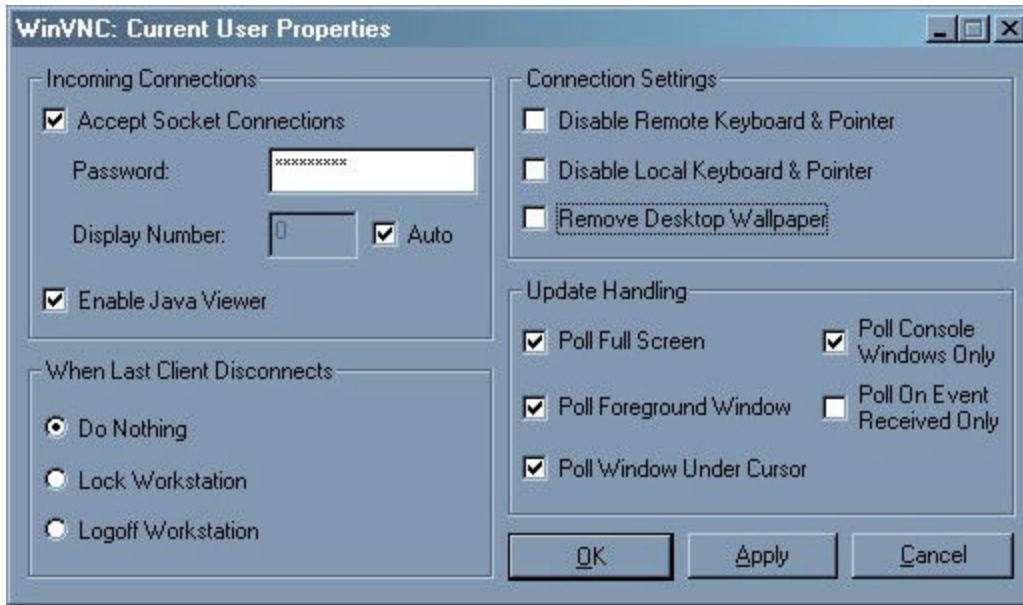 WinVNC: Current User Properties
Incoming Connections
Accept Socket Connections
Password:
*********
Display Number:
0
Auto
Enable Java Viewer
When Last Client Disconnects
Do Nothing
Lock Workstation
Logoff Workstation
Connection Settings
Disable Remote Keyboard & Pointer
Disable Local Keyboard & Pointer
Remove Desktop Wallpaper
Update Handling
Poll Full Screen
Poll Console
Windows Only
Poll Foreground Window
Poll On Event
Received Only
Poll Window Under Cursor
OK
Apply
Cancel